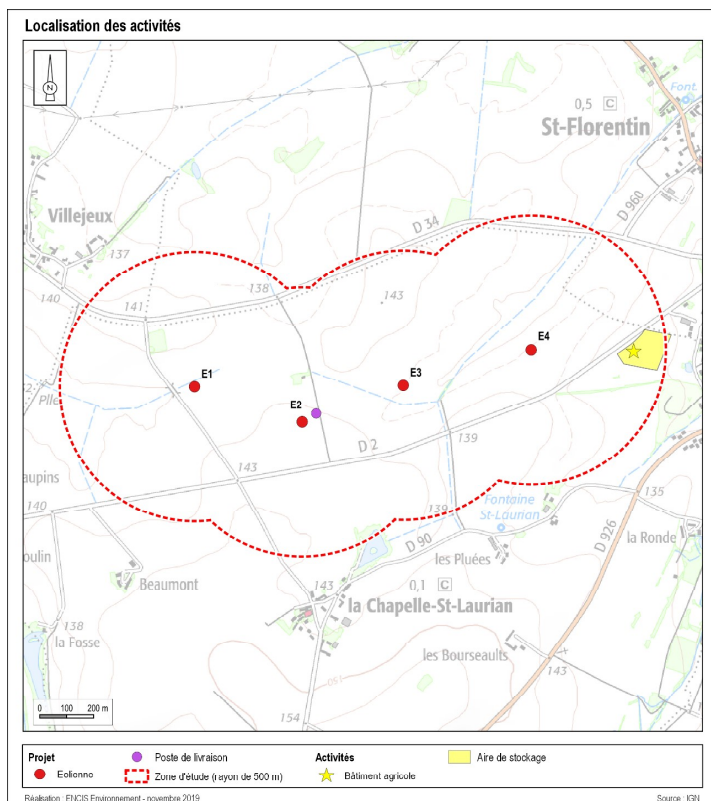 Localisation des activités
N
Font.
0,5 C
St-Florentin
D 960
Villejeux
137
D 34
138
140
141
143
E4
E1
E3
E2
D 2
139
143
Fontaine
St-Laurian
135
140
139
D 90
D 926
la Ronde
les Pluées
Beaumont
143
0,1 C
la Chapelle-St-Laurian
138
la Fosse
les Bourseaults
143
154
0 100 200 m
Projet
Poste de livraison
Activités
Aire de stockage
Eolienne
Zone d'étude (rayon de 500 m)
Bâtiment agricole
Réalisation : ENCIS Environnement - novembre 2019
Source : IGN